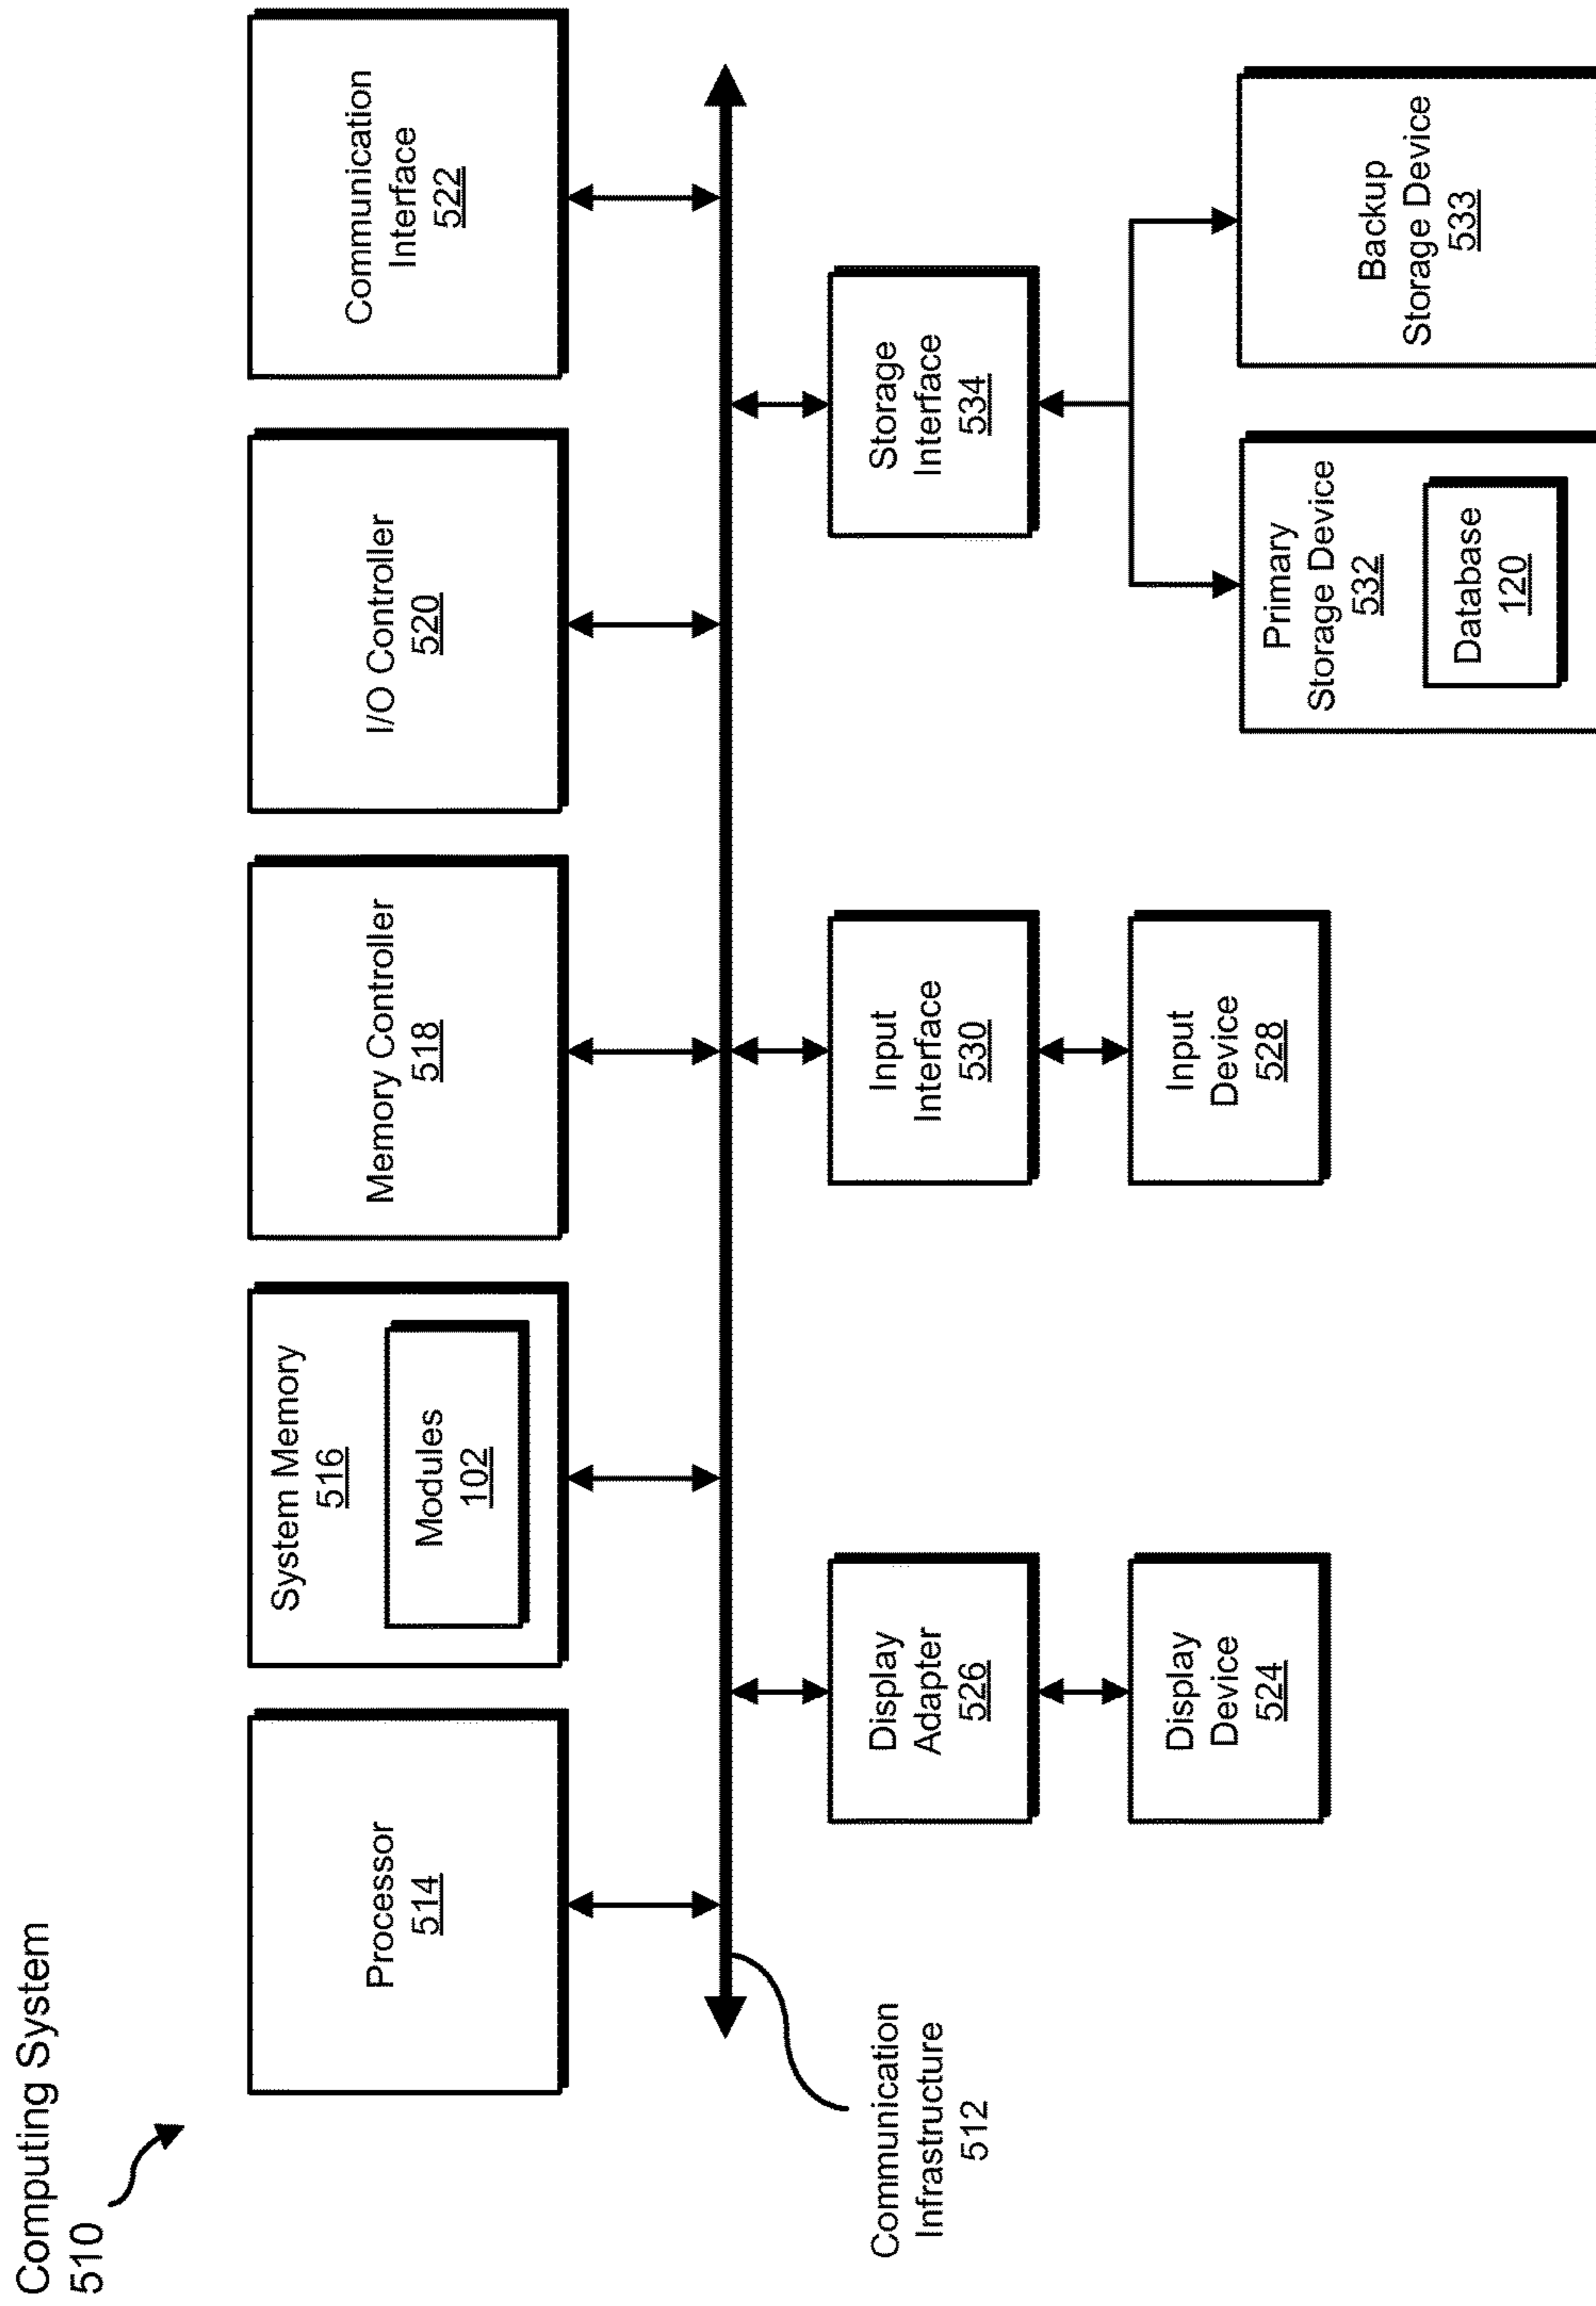 Computing System
510
Processor
514
System Memory
516
Modules
102
Memory Controller
518
I/O Controller
520
Communication
Interface
522
Communication
Infrastructure
512
Display
Adapter
526
Display
Device
524
Input
Interface
530
Input
Device
528
Storage
Interface
534
Primary
Storage Device
532
Database
120
Backup
Storage Device
533